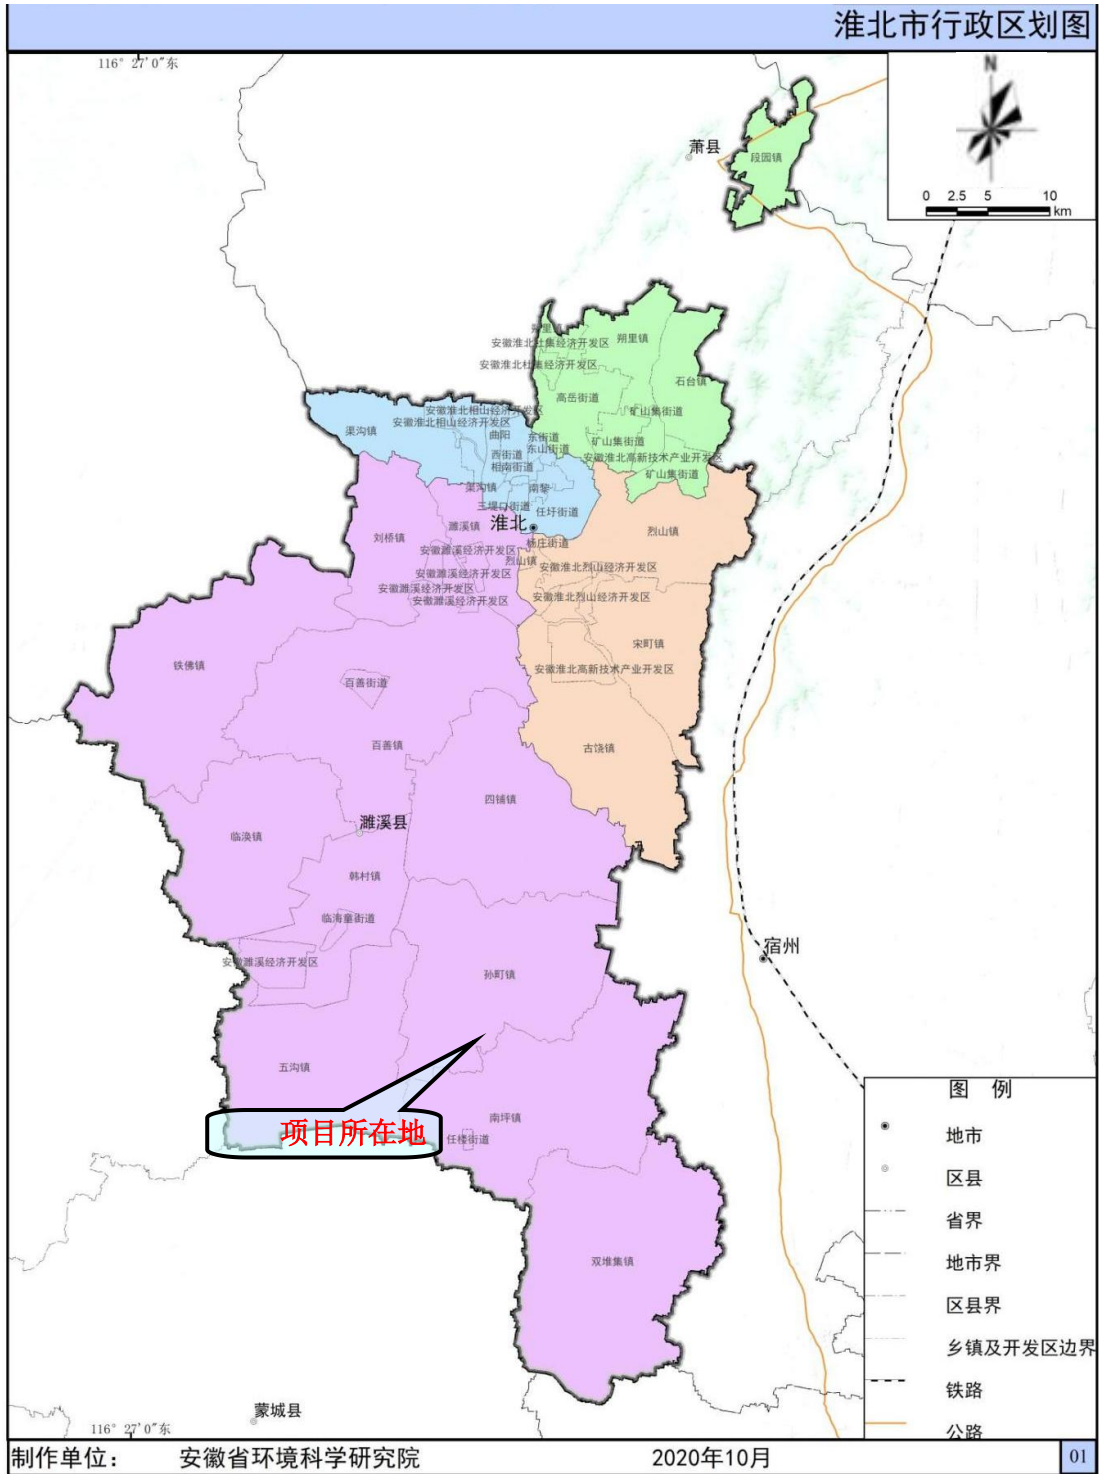 淮北市行政区划图
116° 27′0″东
N
0 2.5 5 10
km
萧县
段园镇
朔里镇
安徽淮北杜集经济开发区
安徽淮北杜集经济开发区
石台镇
高岳街道
矿山集街道
安徽淮北相山经济开发区
安徽淮北相山经济开发区
渠沟镇
曲阳
东街道
东山街道
矿山集街道
西街道
相南街道
安徽淮北高新技术产业开发区
矿山集街道
渠沟镇
南黎
三堤口街道
任圩街道
淮北
濉溪镇
刘桥镇
烈山镇
杨庄街道
安徽濉溪经济开发区
烈山镇
安徽淮北烈山经济开发区
安徽濉溪经济开发区
安徽濉溪经济开发区
安徽濉溪经济开发区
安徽淮北烈山经济开发区
宋町镇
铁佛镇
安徽淮北高新技术产业开发区
百善街道
百善镇
古饶镇
四铺镇
临涣镇
濉溪县
韩村镇
临海童街道
宿州
安徽濉溪经济开发区
孙町镇
五沟镇
南坪镇
项目所在地
任楼街道
双堆集镇
蒙城县
图 例
地市
区县
省界
地市界
区县界
乡镇及开发区边界
铁路
公路
116° 27′0″东
制作单位： 安徽省环境科学研究院 2020年10月 01